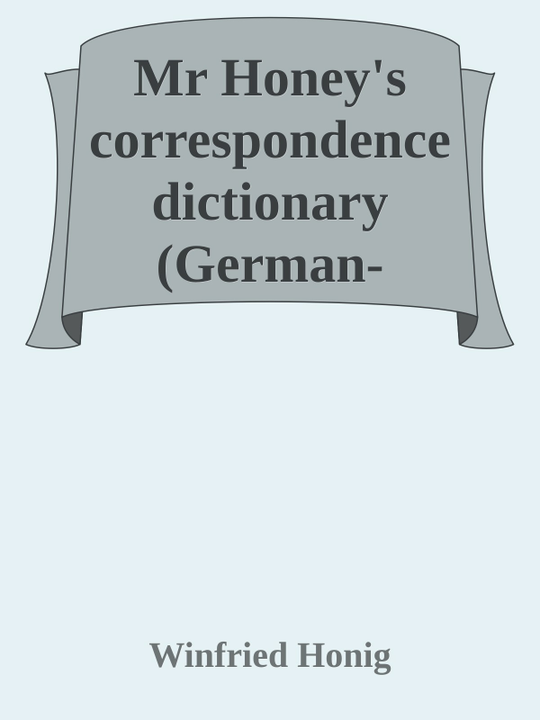 Mr Honey's
correspondence
dictionary
(German-
Winfried Honig